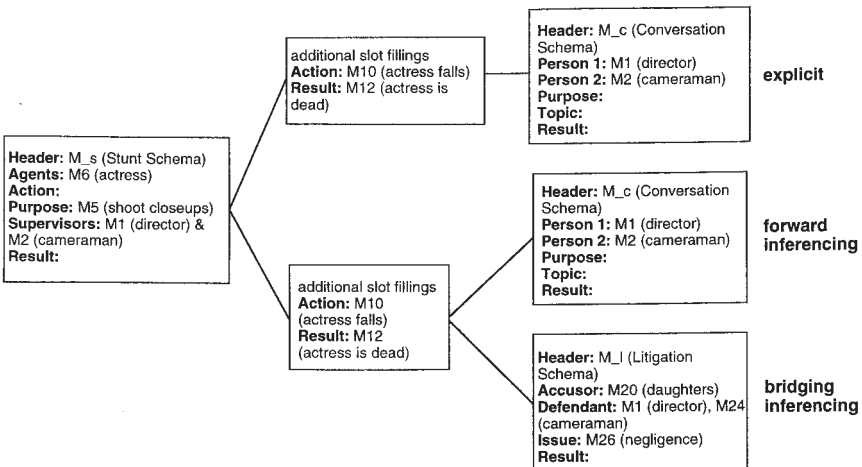 Header: M_s (Stunt Schema)
Agents: M6 (actress)
Action:
Purpose: M5 (shoot closeups)
Supervisors: M1 (director) &
M2 (cameraman)
Result:
additional slot fillings
Action: M10 (actress falls)
Result: M12 (actress is
dead)
Header: M_c (Conversation
Schema)
Person 1: M1 (director)
Person 2: M2 (cameraman)
Purpose:
Topic:
Result:
explicit
additional slot fillings
Action: M10
(actress falls)
Result: M12
(actress is dead)
Header: M_c (Conversation
Schema)
Person 1: M1 (director)
Person 2: M2 (cameraman)
Purpose:
Topic:
Result:
forward
inferencing
Header: M_l (Litigation
Schema)
Accusor: M20 (daughters)
Defendant: M1 (director), M24
(cameraman)
Issue: M26 (negligence)
Result:
bridging
inferencing